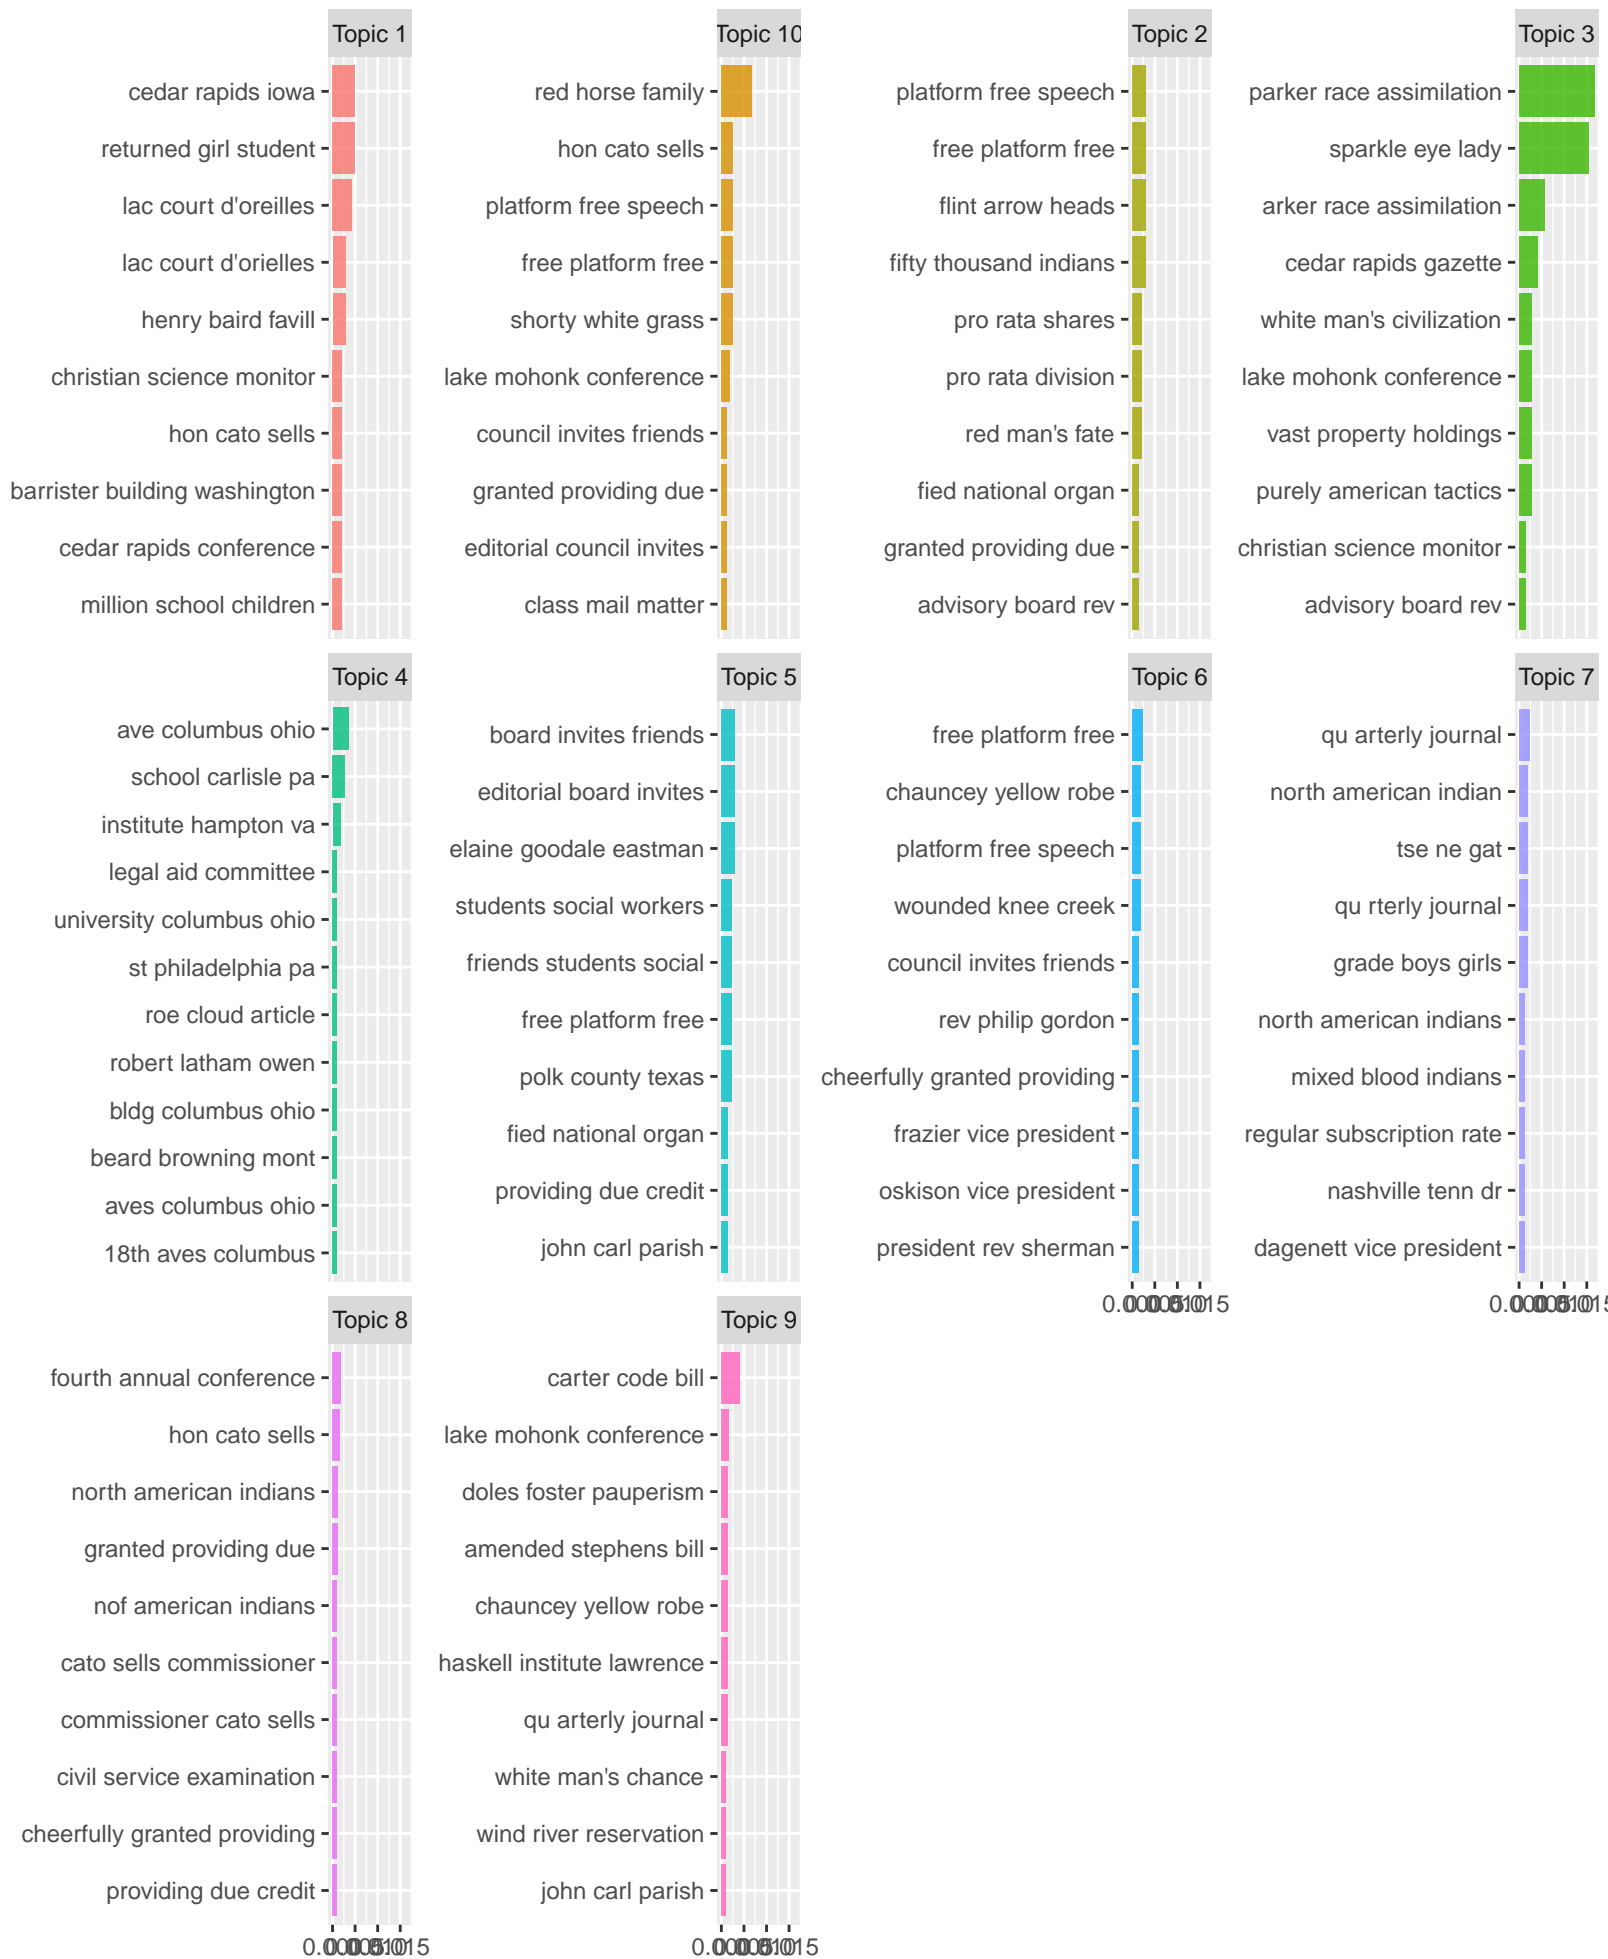 Topic 1
cedar rapids iowa
returned girl student
lac court d'oreilles
lac court d'orielles
henry baird favill
christian science monitor
hon cato sells
barrister building washington
cedar rapids conference
million school children
Topic 10
red horse family
hon cato sells
platform free speech
free platform free
shorty white grass
lake mohonk conference
council invites friends
granted providing due
editorial council invites
class mail matter
Topic 2
platform free speech
free platform free
flint arrow heads
fifty thousand indians
pro rata shares
pro rata division
red man's fate
fied national organ
granted providing due
advisory board rev
Topic 3
parker race assimilation
sparkle eye lady
arker race assimilation
cedar rapids gazette
white man's civilization
lake mohonk conference
vast property holdings
purely american tactics
christian science monitor
advisory board rev
Topic 4
ave columbus ohio
school carlisle pa
institute hampton va
legal aid committee
university columbus ohio
st philadelphia pa
roe cloud article
robert latham owen
bldg columbus ohio
beard browning mont
aves columbus ohio
18th aves columbus
Topic 5
board invites friends
editorial board invites
elaine goodale eastman
students social workers
friends students social
free platform free
polk county texas
fied national organ
providing due credit
john carl parish
Topic 6
free platform free
chauncey yellow robe
platform free speech
wounded knee creek
council invites friends
rev philip gordon
cheerfully granted providing
frazier vice president
oskison vice president
president rev sherman
Topic 7
qu arterly journal
north american indian
tse ne gat
qu rterly journal
grade boys girls
north american indians
mixed blood indians
regular subscription rate
nashville tenn dr
dagenett vice president
Topic 8
fourth annual conference
hon cato sells
north american indians
granted providing due
nof american indians
cato sells commissioner
commissioner cato sells
civil service examination
cheerfully granted providing
providing due credit
Topic 9
carter code bill
lake mohonk conference
doles foster pauperism
amended stephens bill
chauncey yellow robe
haskell institute lawrence
qu arterly journal
white man's chance
wind river reservation
john carl parish